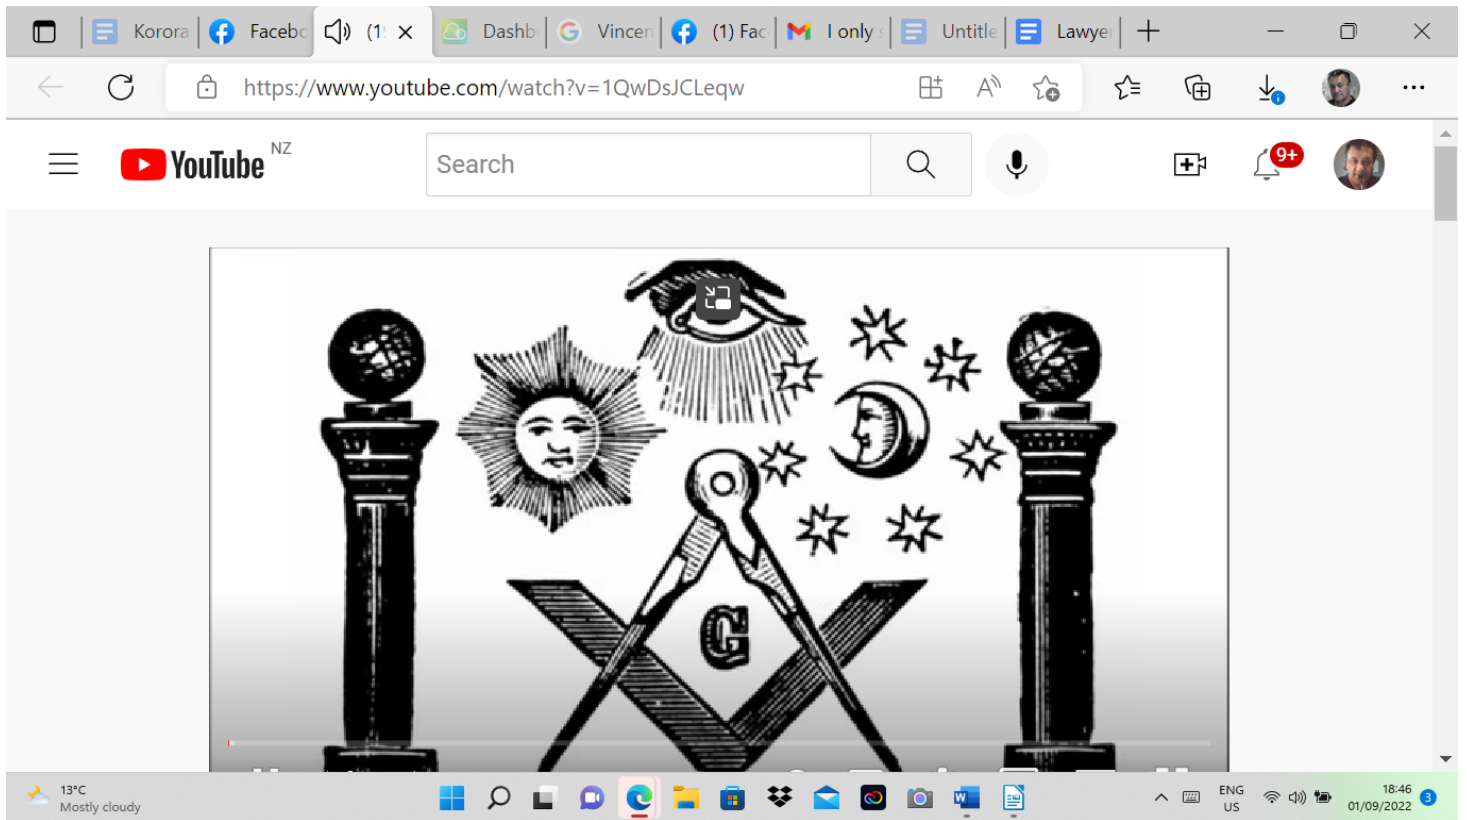 Korora
Facebo
(1
Dashb
Vincen
(1) Fac
I only s
Untitle
Lawyer
https://www.youtube.com/watch?v=1QwDsJCLeqw
YouTube NZ
Search
9+
G
13°C
Mostly cloudy
ENG
US
18:46
01/09/2022
3